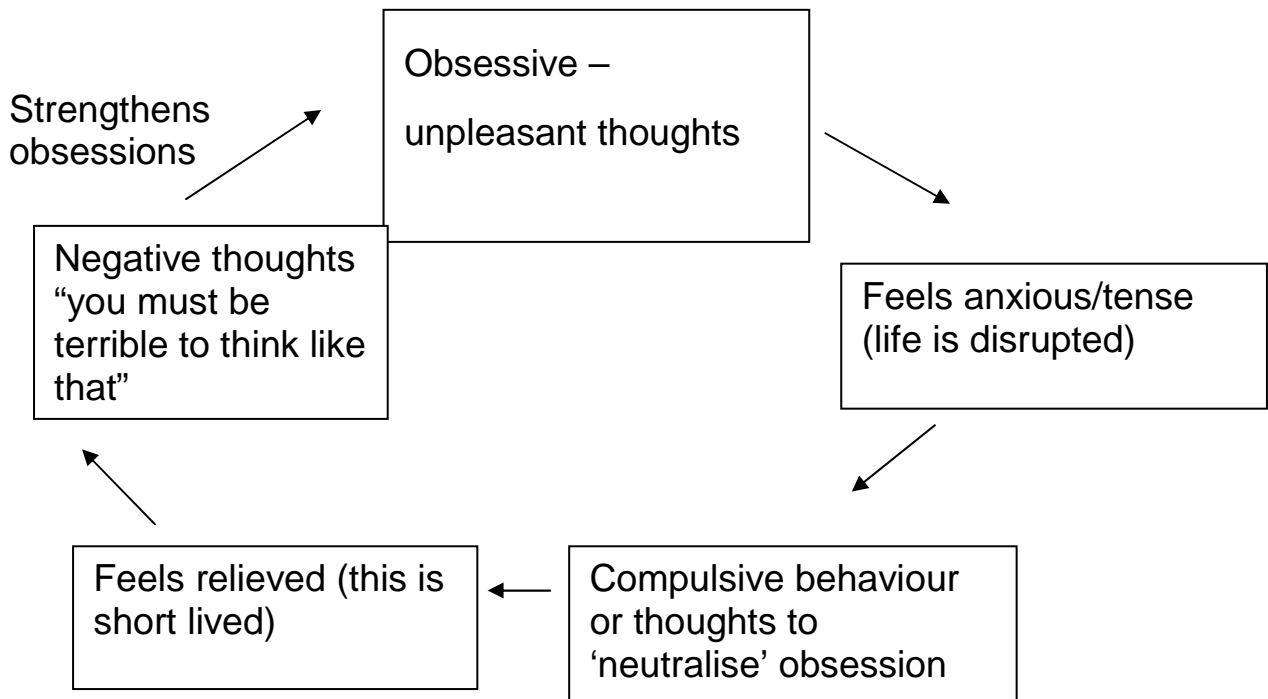 Obsessive –
unpleasant thoughts
Strengthens
obsessions
Negative thoughts
“you must be
terrible to think like
that”
Feels anxious/tense
(life is disrupted)
Feels relieved (this is
short lived)
Compulsive behaviour
or thoughts to
‘neutralise’ obsession